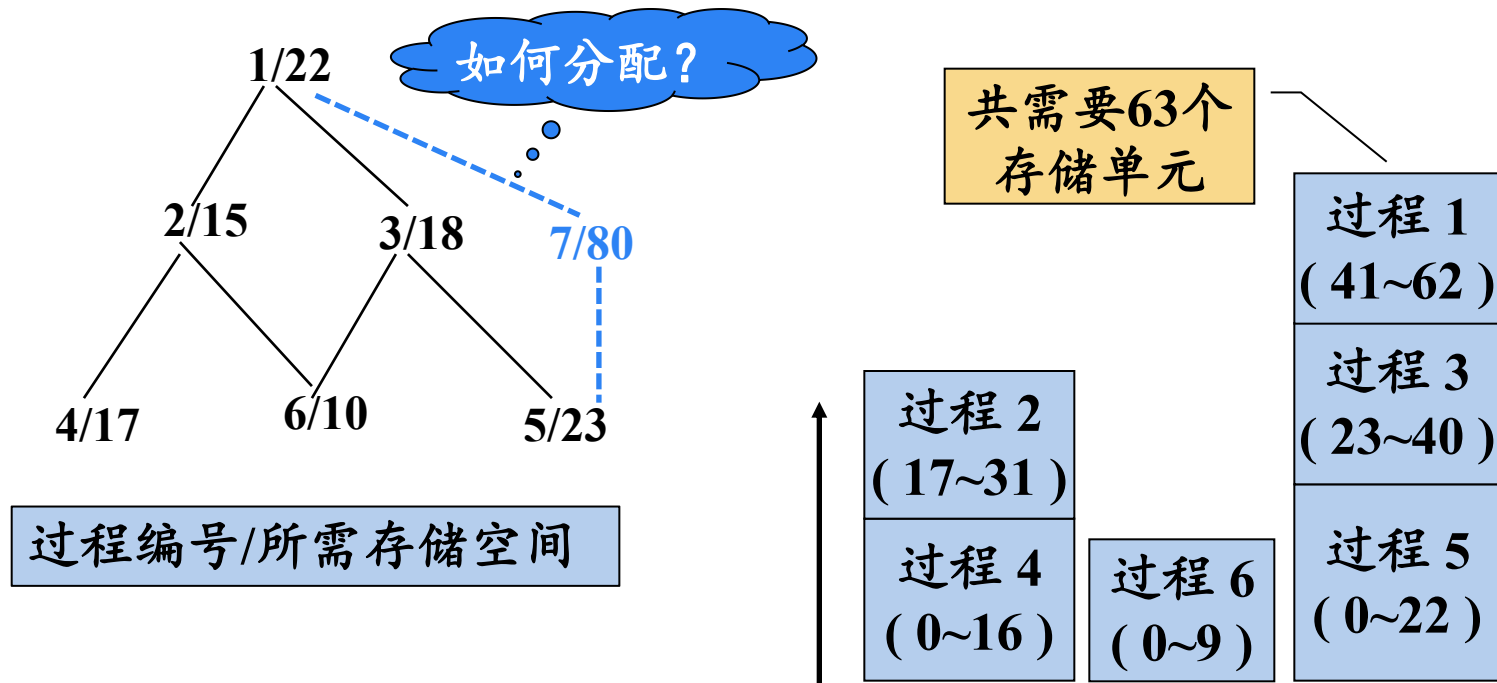 1/22
如何分配？
2/15
3/18
7/80
4/17
6/10
5/23
过程编号/所需存储空间
共需要63个
存储单元
过程 1
( 41~62 )
过程 3
( 23~40 )
过程 2
( 17~31 )
过程 4
( 0~16 )
过程 6
( 0~9 )
过程 5
( 0~22 )